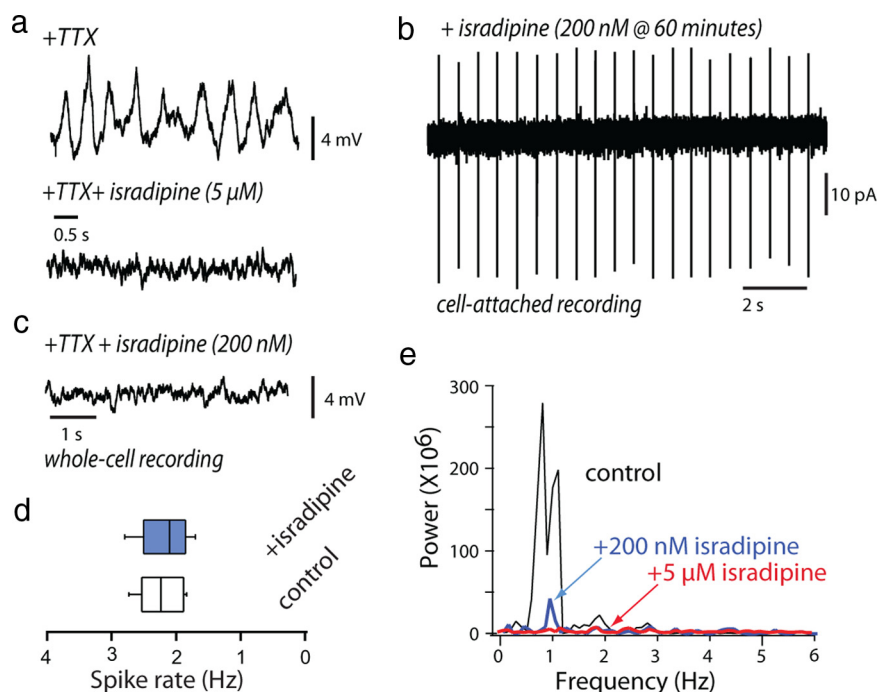 a
+TTX
4 mV
+TTX+ isradipine (5 µM)
0.5 s
b
+ isradipine (200 nM @ 60 minutes)
10 pA
cell-attached recording
2 s
c
+TTX + isradipine (200 nM)
4 mV
1 s
whole-cell recording
d
+isradipine
control
4 3 2 1 0
Spike rate (Hz)
e
300
200
100
0
Power (X10⁶)
control
+200 nM isradipine
+5 µM isradipine
0 1 2 3 4 5 6
Frequency (Hz)